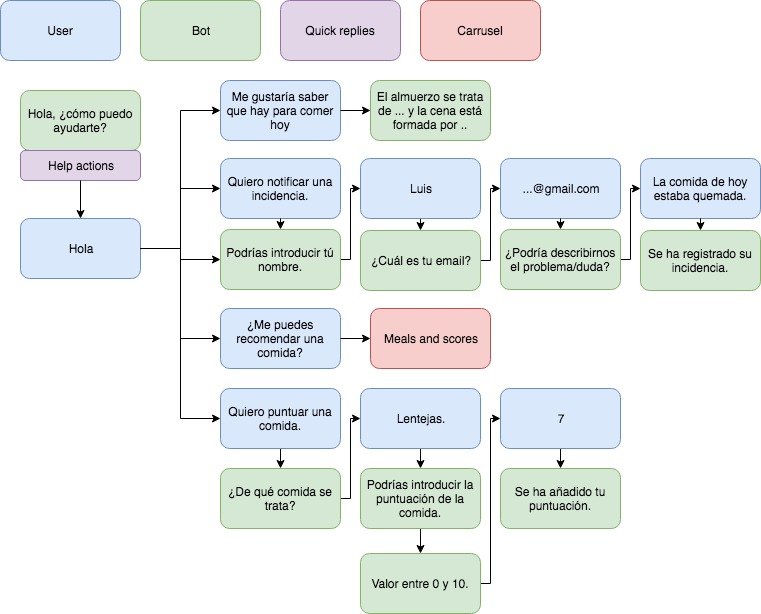 User
Bot
Quick replies
Carrusel
Hola, ¿cómo puedo
ayudarte?
Help actions
Hola
Me gustaría saber
que hay para comer
hoy
El almuerzo se trata
de ... y la cena está
formada por ..
Quiero notificar una
incidencia.
Luis
...@gmail.com
La comida de hoy
estaba quemada.
Podrías introducir tú
nombre.
¿Cuál es tu email?
¿Podría describirnos
el problema/duda?
Se ha registrado su
incidencia.
¿Me puedes
recomendar una
comida?
Meals and scores
Quiero puntuar una
comida.
Lentejas.
7
¿De qué comida se
trata?
Podrías introducir la
puntuación de la
comida.
Se ha añadido tu
puntuación.
Valor entre 0 y 10.